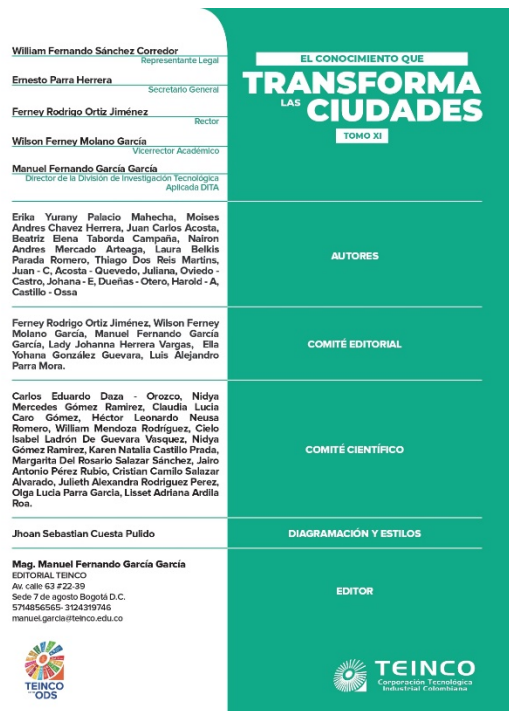 William Fernando Sánchez Corredor
Representante Legal
Ernesto Parra Herrera
Secretario General
Ferney Rodrigo Ortiz Jiménez
Rector
Wilson Ferney Molano García
Vicerrector Académico
Manuel Fernando García García
Director de la División de Investigación Tecnológica
Aplicada DITA
EL CONOCIMIENTO QUE
TRANSFORMA
LAS CIUDADES
TOMO XI
Erika Yurany Palacio Mahecha, Moises
Andres Chavez Herrera, Juan Carlos Acosta,
Beatriz Elena Taborda Campaña, Nairon
Andres Mercado Arteaga, Laura Belkis
Parada Romero, Thiago Dos Reis Martins,
Juan - C, Acosta - Quevedo, Juliana, Oviedo -
Castro, Johana - E, Dueñas - Otero, Harold - A,
Castillo - Ossa
AUTORES
Ferney Rodrigo Ortiz Jiménez, Wilson Ferney
Molano García, Manuel Fernando García
García, Lady Johanna Herrera Vargas, Ella
Yohana González Guevara, Luis Alejandro
Parra Mora.
COMITÉ EDITORIAL
Carlos Eduardo Daza - Orozco, Nidya
Mercedes Gómez Ramirez, Claudia Lucia
Caro Gómez, Héctor Leonardo Neusa
Romero, William Mendoza Rodríguez, Cielo
Isabel Ladrón De Guevara Vasquez, Nidya
Gómez Ramirez, Karen Natalia Castillo Prada,
Margarita Del Rosario Salazar Sánchez, Jairo
Antonio Pérez Rubio, Cristian Camilo Salazar
Alvarado, Julieth Alexandra Rodriguez Perez,
Olga Lucia Parra Garcia, Lisset Adriana Ardila
Roa.
COMITÉ CIENTÍFICO
Jhoan Sebastian Cuesta Pulido
DIAGRAMACIÓN Y ESTILOS
Mag. Manuel Fernando García García
EDITORIAL TEINCO
Av. calle 63 #22-39
Sede 7 de agosto Bogotá D.C.
5714856565- 3124319746
manuel.garcia@teinco.edu.co
EDITOR
TEINCO
ODS
TEINCO
Corporación Tecnológica
Industrial Colombiana